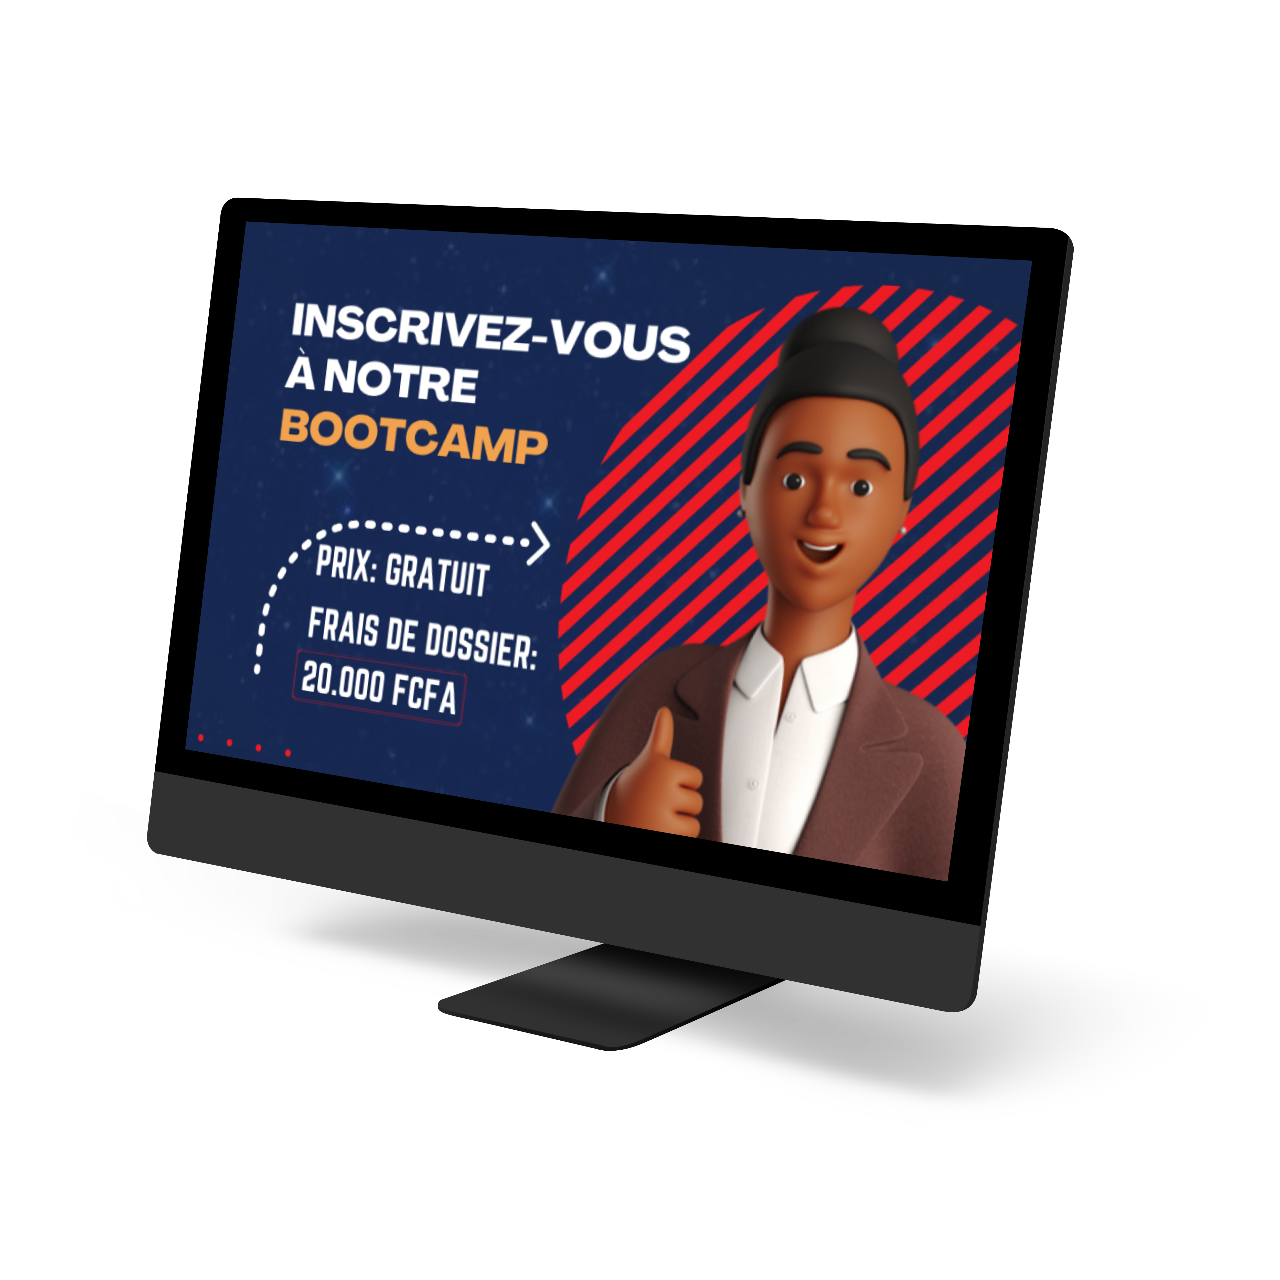 INSCRIVEZ-VOUS
À NOTRE
BOOTCAMP
PRIX: GRATUIT
FRAIS DE DOSSIER:
20.000 FCFA